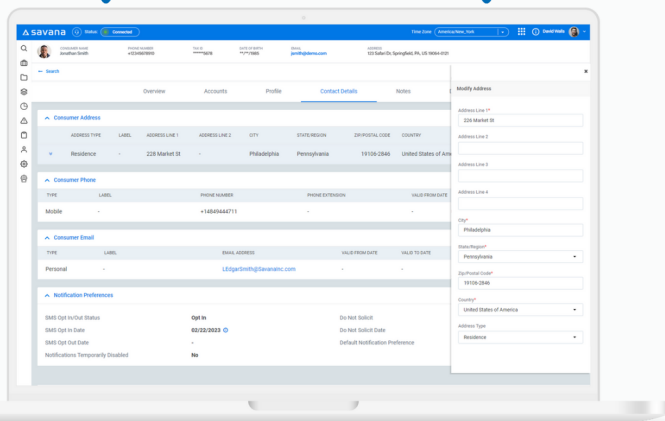 savana Status Connected Time Zone America/New_York David Wells
CONSUMER NAME PHONE NUMBER TAX ID DATE OF BIRTH EMAIL ADDRESS
Jonathan Smith
← Search
Overview Accounts Profile Contact Details Notes
Consumer Address
ADDRESS TYPE LABEL ADDRESS LINE 1 ADDRESS LINE 2 CITY STATE/REGION ZIP/POSTAL CODE COUNTRY
Residence - 228 Market St - Philadelphia Pennsylvania 19106-2846 United States of Am
Consumer Phone
TYPE LABEL PHONE NUMBER PHONE EXTENSION VALID FROM DATE
Mobile - +14849444711 - -
Consumer Email
TYPE LABEL EMAIL ADDRESS VALID FROM DATE VALID TO DATE
Personal - LEdgarSmith@Savanainc.com - -
Notification Preferences
SMS Opt In/Out Status Opt In Do Not Solicit
SMS Opt In Date 02/22/2023 Do Not Solicit Date
SMS Opt Out Date - Default Notification Preference
Notifications Temporarily Disabled No
×
Modify Address
Address Line 1*
228 Market St
Address Line 2
Address Line 3
Address Line 4
City*
Philadelphia
State/Region*
Pennsylvania
Zip/Postal Code*
19106-2846
Country*
United States of America
Address Type
Residence